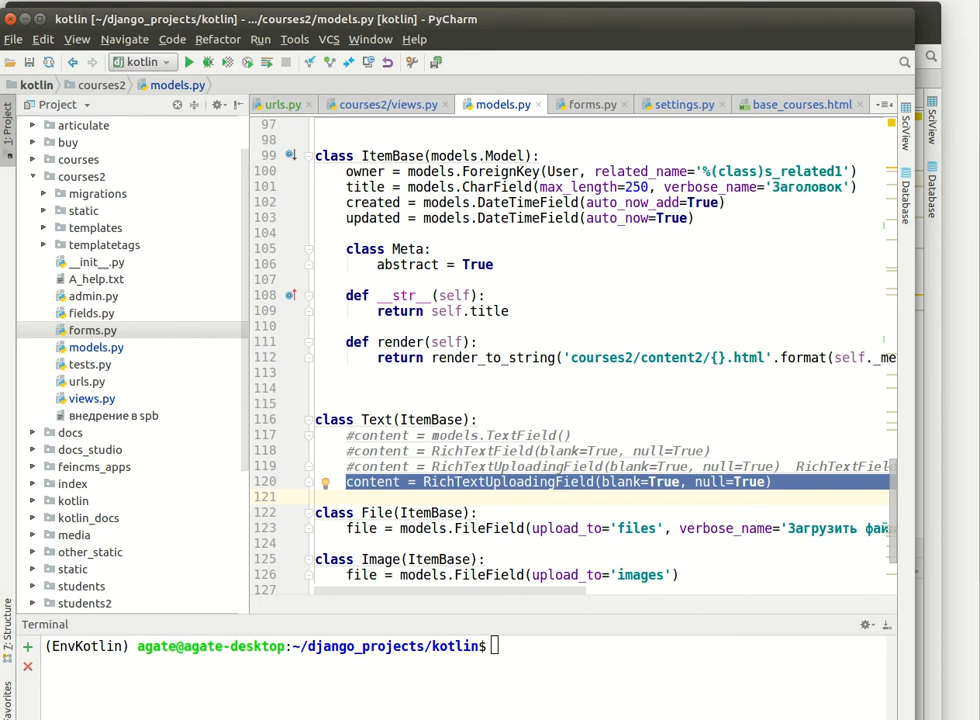 kotlin [~/django_projects/kotlin] - .../courses2/models.py [kotlin] - PyCharm
File Edit View Navigate Code Refactor Run Tools VCS Window Help
kotlin
kotlin courses2 models.py
Project
urls.py courses2/views.py models.py forms.py settings.py base_courses.html
1: Project
articulate
buy
courses
courses2
migrations
static
templates
templatetags
__init__.py
A_help.txt
admin.py
fields.py
forms.py
models.py
tests.py
urls.py
views.py
внедрение в spb
docs
docs_studio
feincms_apps
index
kotlin
kotlin_docs
media
other_static
static
students
students2
97
98
99 class ItemBase(models.Model):
100 owner = models.ForeignKey(User, related_name='%(class)s_related1')
101 title = models.CharField(max_length=250, verbose_name='Заголовок')
102 created = models.DateTimeField(auto_now_add=True)
103 updated = models.DateTimeField(auto_now=True)
104
105 class Meta:
106 abstract = True
107
108 def __str__(self):
109 return self.title
110
111 def render(self):
112 return render_to_string('courses2/content2/{}.html'.format(self._me
113
114
115
116 class Text(ItemBase):
117 #content = models.TextField()
118 #content = RichTextField(blank=True, null=True)
119 #content = RichTextUploadingField(blank=True, null=True) RichTextFiel
120 content = RichTextUploadingField(blank=True, null=True)
121
122 class File(ItemBase):
123 file = models.FileField(upload_to='files', verbose_name='Загрузить фай
124
125 class Image(ItemBase):
126 file = models.FileField(upload_to='images')
127
SciView
Database
SciView
Database
Terminal
(EnvKotlin) agate@agate-desktop:~/django_projects/kotlin$
7: Structure
Favorites